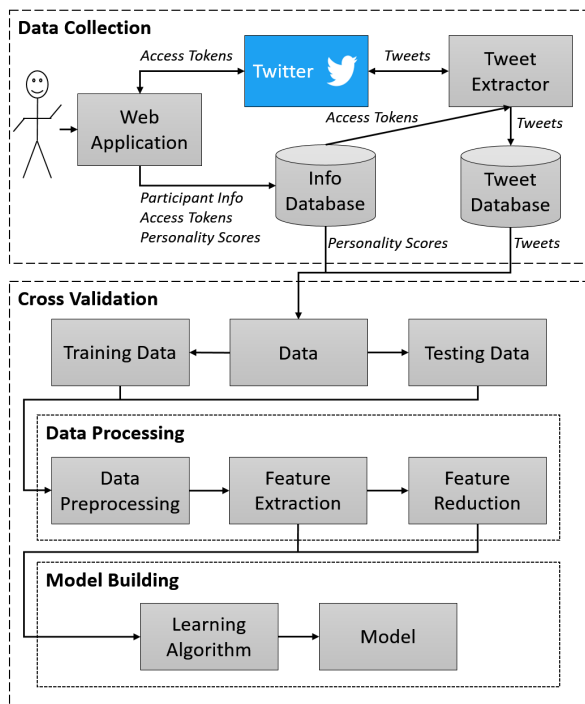 Data Collection
Access Tokens
Twitter
Tweets
Tweet
Extractor
Web
Application
Access Tokens
Tweets
Participant Info
Access Tokens
Personality Scores
Info
Database
Tweet
Database
Personality Scores
Tweets
Cross Validation
Training Data
Data
Testing Data
Data Processing
Data
Preprocessing
Feature
Extraction
Feature
Reduction
Model Building
Learning
Algorithm
Model